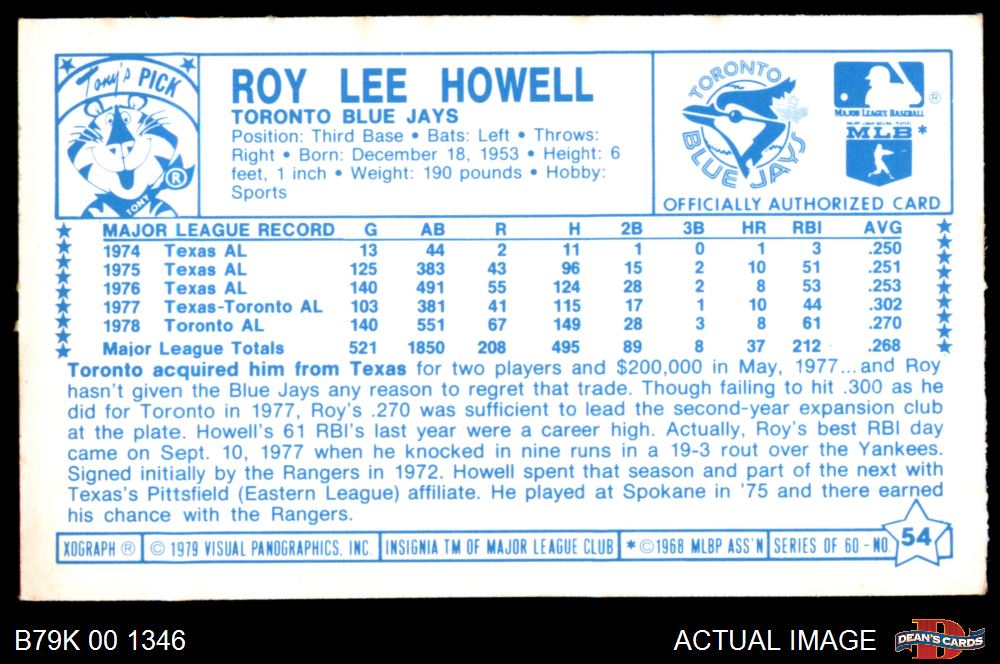 Tony's PICK
TONY
®
ROY LEE HOWELL
TORONTO BLUE JAYS
Position: Third Base • Bats: Left • Throws:
Right • Born: December 18, 1953 • Height: 6
feet, 1 inch • Weight: 190 pounds • Hobby:
Sports
TORONTO
BLUE JAYS
®
MAJOR LEAGUE BASEBALL
MLB*
OFFICIALLY AUTHORIZED CARD
MAJOR LEAGUE RECORD G AB R H 2B 3B HR RBI AVG
1974 Texas AL 13 44 2 11 1 0 1 3 .250
1975 Texas AL 125 383 43 96 15 2 10 51 .251
1976 Texas AL 140 491 55 124 28 2 8 53 .253
1977 Texas-Toronto AL 103 381 41 115 17 1 10 44 .302
1978 Toronto AL 140 551 67 149 28 3 8 61 .270
Major League Totals 521 1850 208 495 89 8 37 212 .268
Toronto acquired him from Texas for two players and $200,000 in May, 1977...and Roy
hasn't given the Blue Jays any reason to regret that trade. Though failing to hit .300 as he
did for Toronto in 1977, Roy's .270 was sufficient to lead the second-year expansion club
at the plate. Howell's 61 RBI's last year were a career high. Actually, Roy's best RBI day
came on Sept. 10, 1977 when he knocked in nine runs in a 19-3 rout over the Yankees.
Signed initially by the Rangers in 1972. Howell spent that season and part of the next with
Texas's Pittsfield (Eastern League) affiliate. He played at Spokane in '75 and there earned
his chance with the Rangers.
XOGRAPH ® © 1979 VISUAL PANOGRAPHICS, INC. INSIGNIA TM OF MAJOR LEAGUE CLUB *©1968 MLBP ASS'N SERIES OF 60-NO. 54
B79K 00 1346 ACTUAL IMAGE DEAN'S CARDS